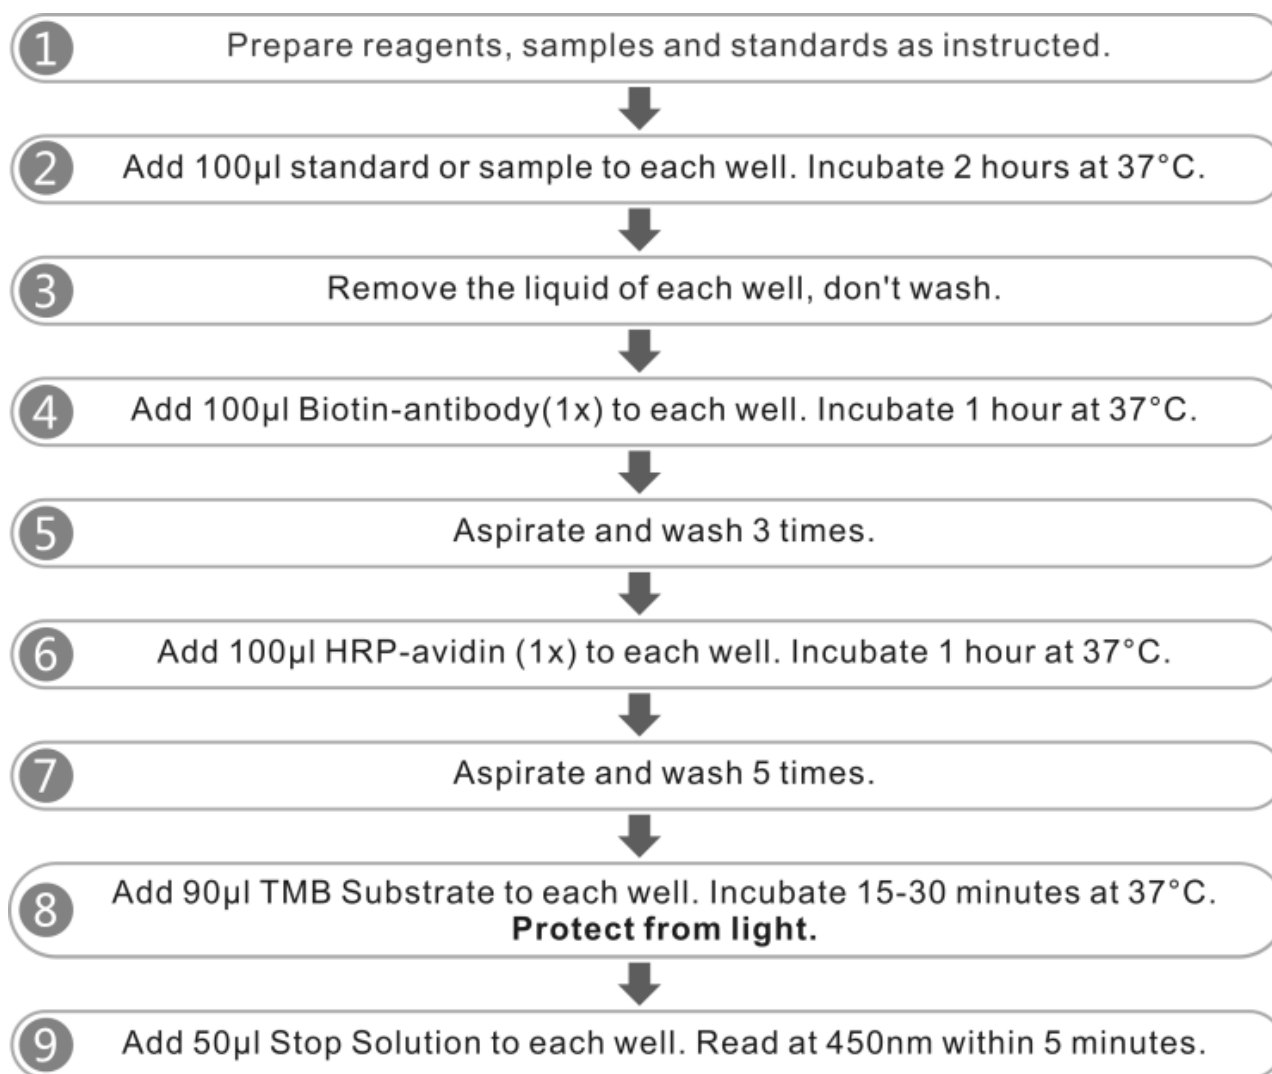 1 Prepare reagents, samples and standards as instructed.
2 Add 100μl standard or sample to each well. Incubate 2 hours at 37°C.
3 Remove the liquid of each well, don't wash.
4 Add 100μl Biotin-antibody(1x) to each well. Incubate 1 hour at 37°C.
5 Aspirate and wash 3 times.
6 Add 100μl HRP-avidin (1x) to each well. Incubate 1 hour at 37°C.
7 Aspirate and wash 5 times.
8 Add 90μl TMB Substrate to each well. Incubate 15-30 minutes at 37°C.
Protect from light.
9 Add 50μl Stop Solution to each well. Read at 450nm within 5 minutes.